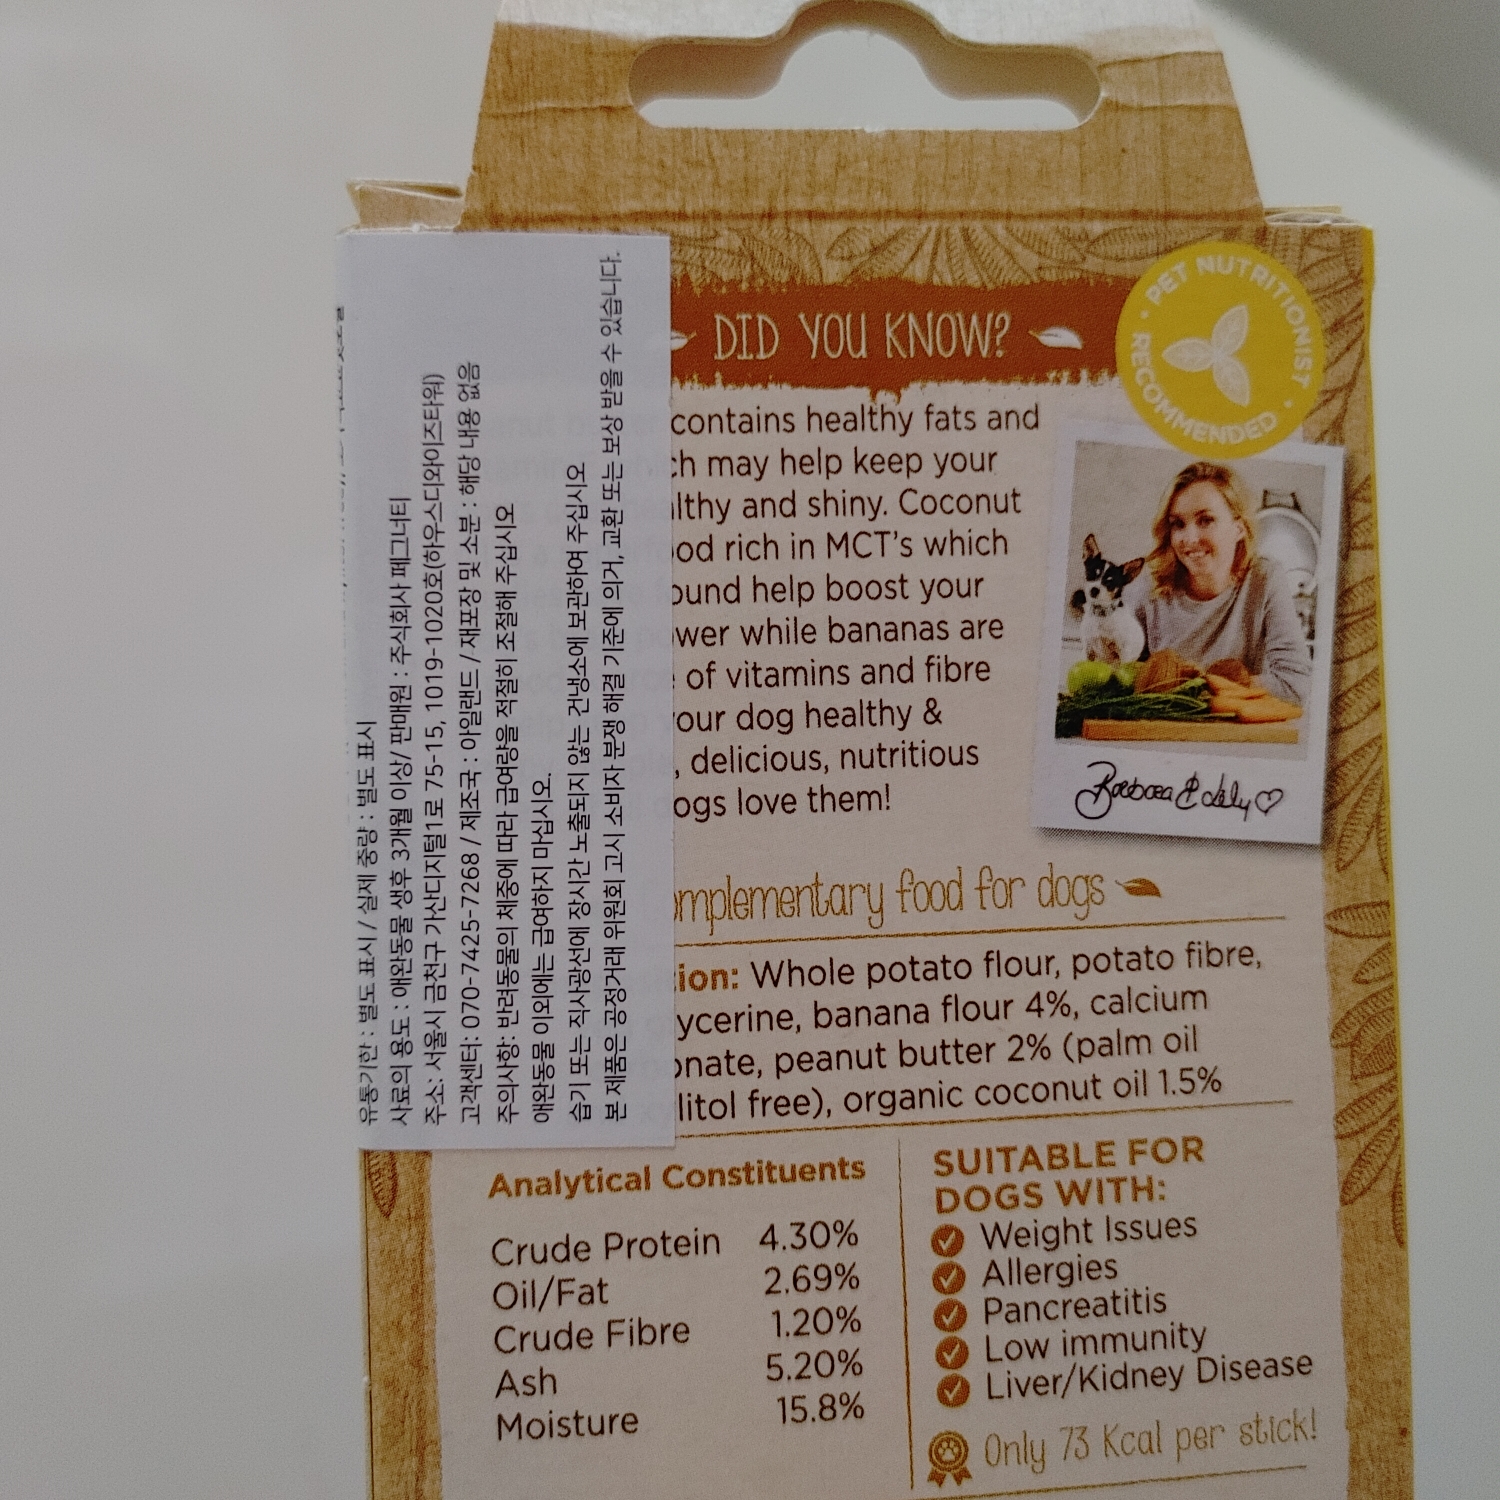 DID YOU KNOW?
PET NUTRITIONIST
RECOMMENDED
contains healthy fats and
may help keep your
and shiny. Coconut
rich in MCT's which
help boost your
while bananas are
of vitamins and fibre
your dog healthy &
, delicious, nutritious
dogs love them!
food for dogs
Whole potato flour, potato fibre,
banana flour 4%, calcium
peanut butter 2% (palm oil
free), organic coconut oil 1.5%
Analytical Constituents
Crude Protein 4.30%
Oil/Fat 2.69%
Crude Fibre 1.20%
Ash 5.20%
Moisture 15.8%
SUITABLE FOR
DOGS WITH:
Weight Issues
Allergies
Pancreatitis
Low immunity
Liver/Kidney Disease
Only 73 Kcal per stick!
유통기한 : 별도 표시 / 실제 중량 : 별도 표시
사료의 용도 : 애완동물 생후 3개월 이상/ 판매원 : 주식회사 페그너티
주소: 서울시 금천구 가산디지털1로 75-15, 1019-1020호(하우스디와이즈타워)
고객센터: 070-7425-7268 / 제조국 : 아일랜드 / 재포장 및 소분 : 해당 내용 없음
주의사항: 반려동물의 체중에 따라 급여량을 적절히 조절해 주십시오
애완동물 이외에는 급여하지 마십시오.
습기 또는 직사광선에 장시간 노출되지 않는 건냉소에 보관하여 주십시오
본 제품은 공정거래 위원회 고시 소비자 분쟁 해결 기준에 의거, 교환 또는 보상 받을 수 있습니다.